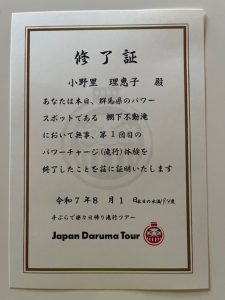 修了証
小野里 理恵子 殿
あなたは本日、群馬県のパワー
スポットである 棚下不動滝
において無事、第1回目の
パワーチャージ(滝行)体験を
終了したことを茲に証明いたします
令和7年8月1日
手ぶらで楽々日帰り滝行ツアー
Japan Daruma Tour